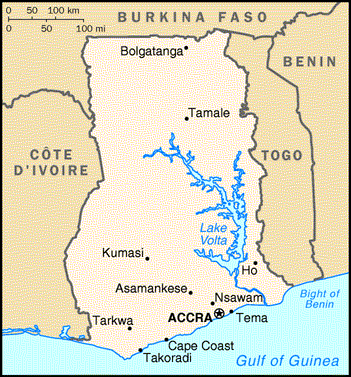 0 50 100 km
0 50 100 mi
BURKINA FASO
Bolgatanga
BENIN
Tamale
CÔTE
D'IVOIRE
TOGO
Lake
Volta
Kumasi
Ho
Asamankese
Nsawam
Bight of
Benin
ACCRA
Tema
Tarkwa
Cape Coast
Takoradi
Gulf of Guinea